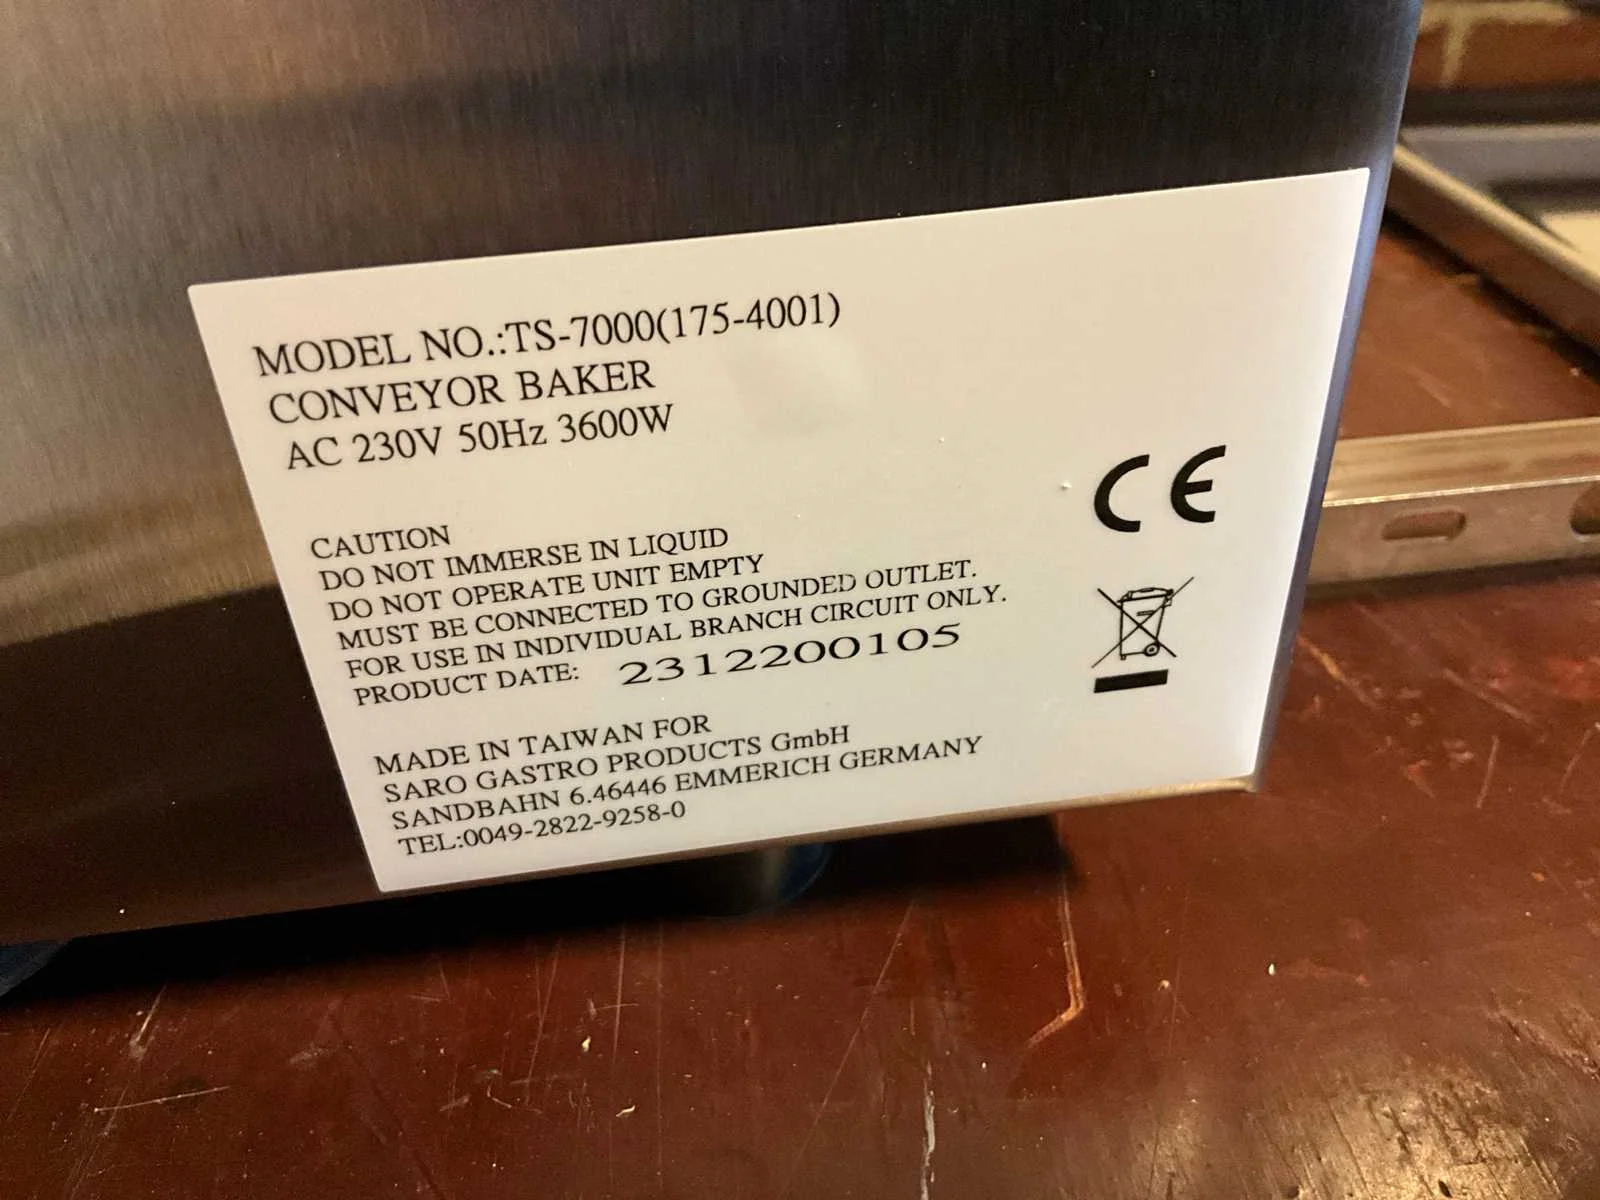 MODEL NO.:TS-7000(175-4001)
CONVEYOR BAKER
AC 230V 50Hz 3600W
CAUTION
DO NOT IMMERSE IN LIQUID
DO NOT OPERATE UNIT EMPTY
MUST BE CONNECTED TO GROUNDED OUTLET.
FOR USE IN INDIVIDUAL BRANCH CIRCUIT ONLY.
PRODUCT DATE: 2312200105
MADE IN TAIWAN FOR
SARO GASTRO PRODUCTS GmbH
SANDBAHN 6.46446 EMMERICH GERMANY
TEL:0049-2822-9258-0
CE